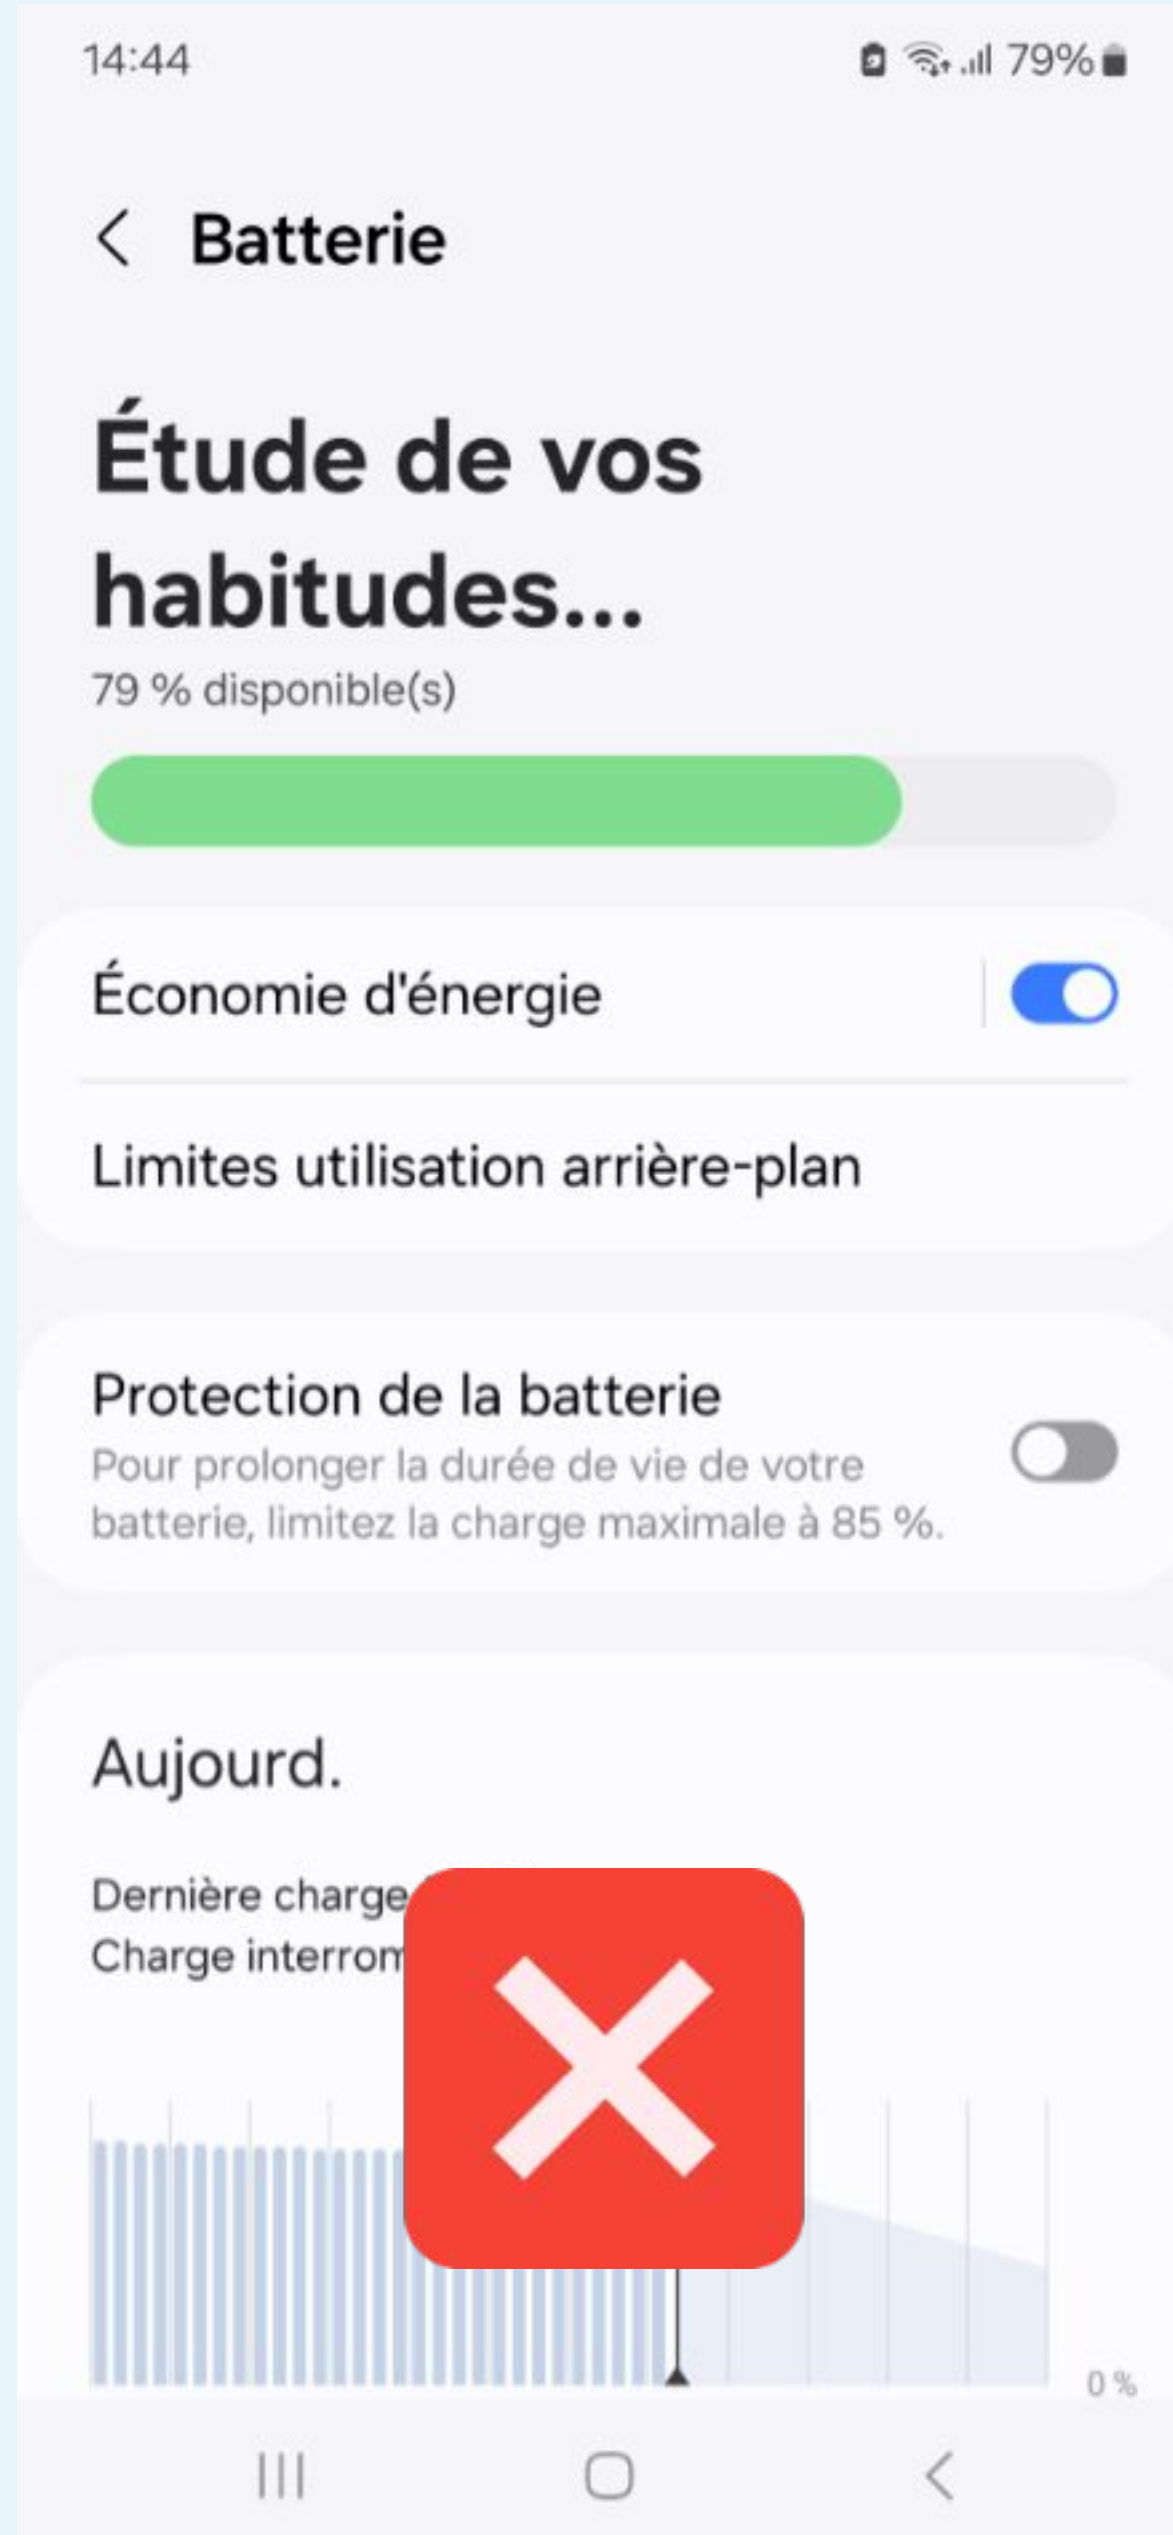 14:44
79%
Batterie
Étude de vos
habitudes...
79 % disponible(s)
Économie d'énergie
Limites utilisation arrière-plan
Protection de la batterie
Pour prolonger la durée de vie de votre
batterie, limitez la charge maximale à 85 %.
Aujourd.
Dernière charge
Charge
0 %